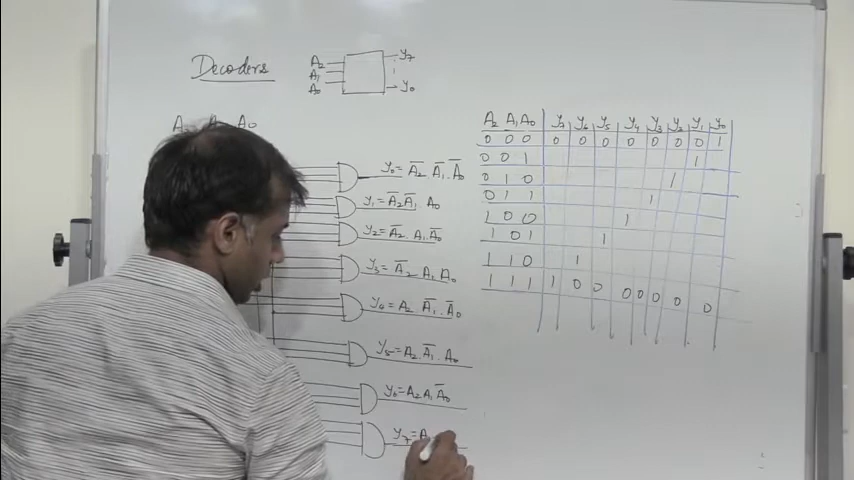 Decoders
A₂ Y₇
A₁
A₀ Y₀
A₀
Y₀ = A̅₂ A̅₁ . A̅₀
Y₁ = A̅₂ A̅₁ . A₀
Y₂ = A̅₂ . A₁ . A̅₀
Y₃ = A̅₂ A₁ A₀
Y₄ = A₂ A̅₁ . A̅₀
Y₅ = A₂ . A̅₁ . A₀
Y₆ = A₂ A₁ A̅₀
Y₇ = A
A₂ A₁ A₀ Y₇ Y₆ Y₅ Y₄ Y₃ Y₂ Y₁ Y₀
0 0 0 0 0 0 0 0 0 0 1
0 0 1 1
0 1 0 1
0 1 1 1
1 0 0 1
1 0 1 1
1 1 0 1
1 1 1 1 0 0 0 0 0 0 0